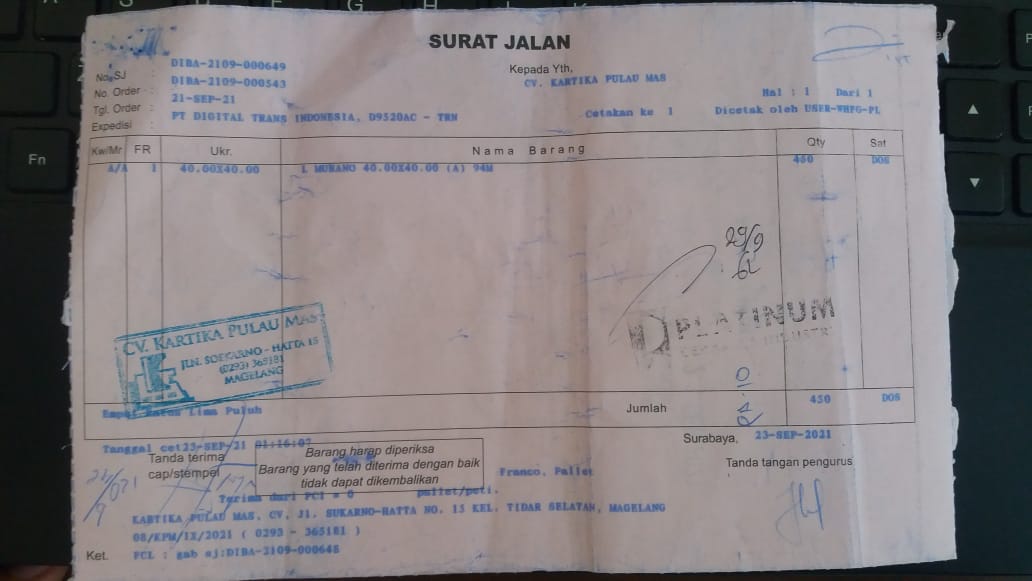 SURAT JALAN
Kepada Yth,
CV. KARTIKA PULAU MAS
No. SJ : DIBA-2109-000649
No. Order : DIBA-2109-000543
Tgl. Order : 21-SEP-21
Expedisi : PT DIGITAL TRANS INDONESIA, D9520AC - TRN
Hal : 1 Dari 1
Cetakan ke 1 Dicetak oleh USER-WHFG-PL
Kw/Mr FR Ukr. Nama Barang Qty Sat
A/A 1 40.00X40.00 I. MURANO 40.00X40.00 (A) 94M 450 DOS
29/9
PLATINUM
CV. KARTIKA PULAU MAS
JLN. SOEKARNO - HATTA 15
(0293) 365181
MAGELANG
Empat Ratus Lima Puluh
Jumlah 450 DOS
Tanggal cet23-SEP-21 01:16:07
Surabaya, 23-SEP-2021
Tanda terima
cap/stempel
Barang harap diperiksa
Barang yang telah diterima dengan baik
tidak dapat dikembalikan
Tanda tangan pengurus
Franco, Pallet
Terima dari PCI = 0 pallet/peti.
KARTIKA PULAU MAS, CV, Jl. SUKARNO-HATTA NO. 15 KEL. TIDAR SELATAN, MAGELANG
08/KPM/IX/2021 ( 0293 - 365181 )
Ket. PCL : gab sj:DIBA-2109-000648
Fn